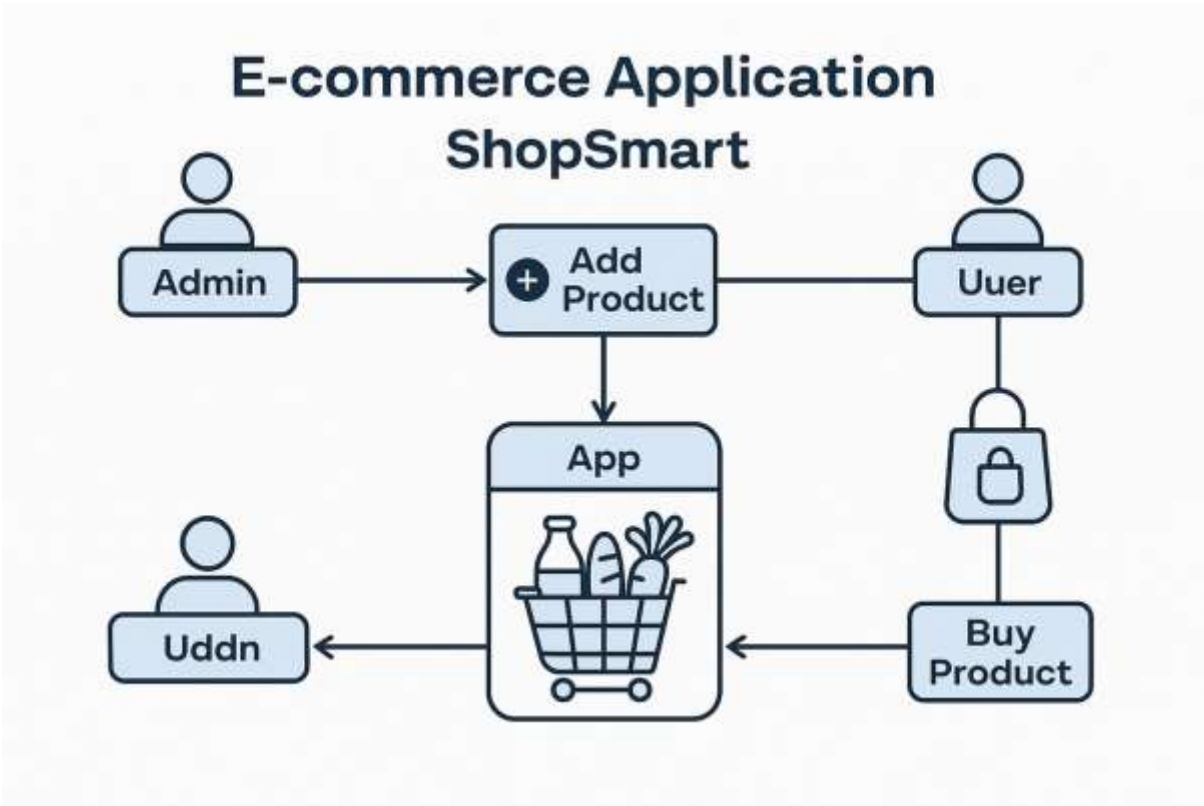 E-commerce Application
ShopSmart
Admin
Add
Product
Uuer
App
Uddn
Buy
Product